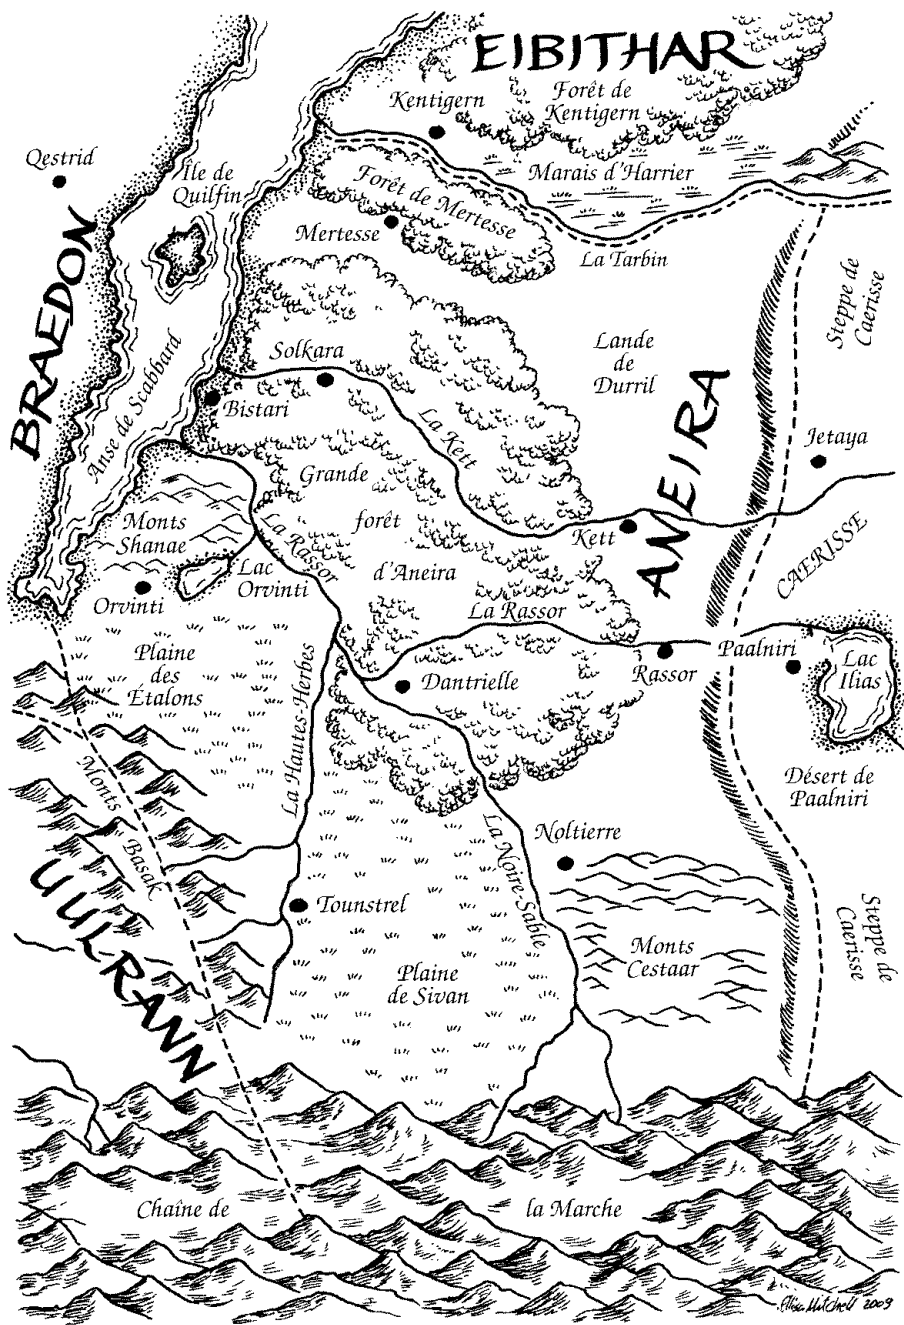 EIBITHAR
Kentigern
Forêt de
Kentigern
Qestrid
Île de
Quilfin
Marais d'Harrier
Forêt de Mertesse
Mertesse
La Tarbin
BRAEDON
Anse de Scabbard
Steppe de
Caerisse
Lande
de
Durril
Solkara
Bistari
La Kett
ANEIRA
Jetaya
Grande
forêt
d'Aneira
Monts
Shanae
La Rassor
Kett
CAERISSE
Lac
Orvinti
Orvinti
La Rassor
Plaine
des
Étalons
Dantrielle
Rassor
Paalniri
Lac
Ilias
La Hautes-Herbes
Monts
Basak
Désert de
Paalniri
La Noire-Sable
Noltierre
UULRANN
Tounstrel
Steppe de
Caerisse
Plaine
de Sivan
Monts
Cestaar
Chaîne de
la Marche
Ellisa Mitchell 2009